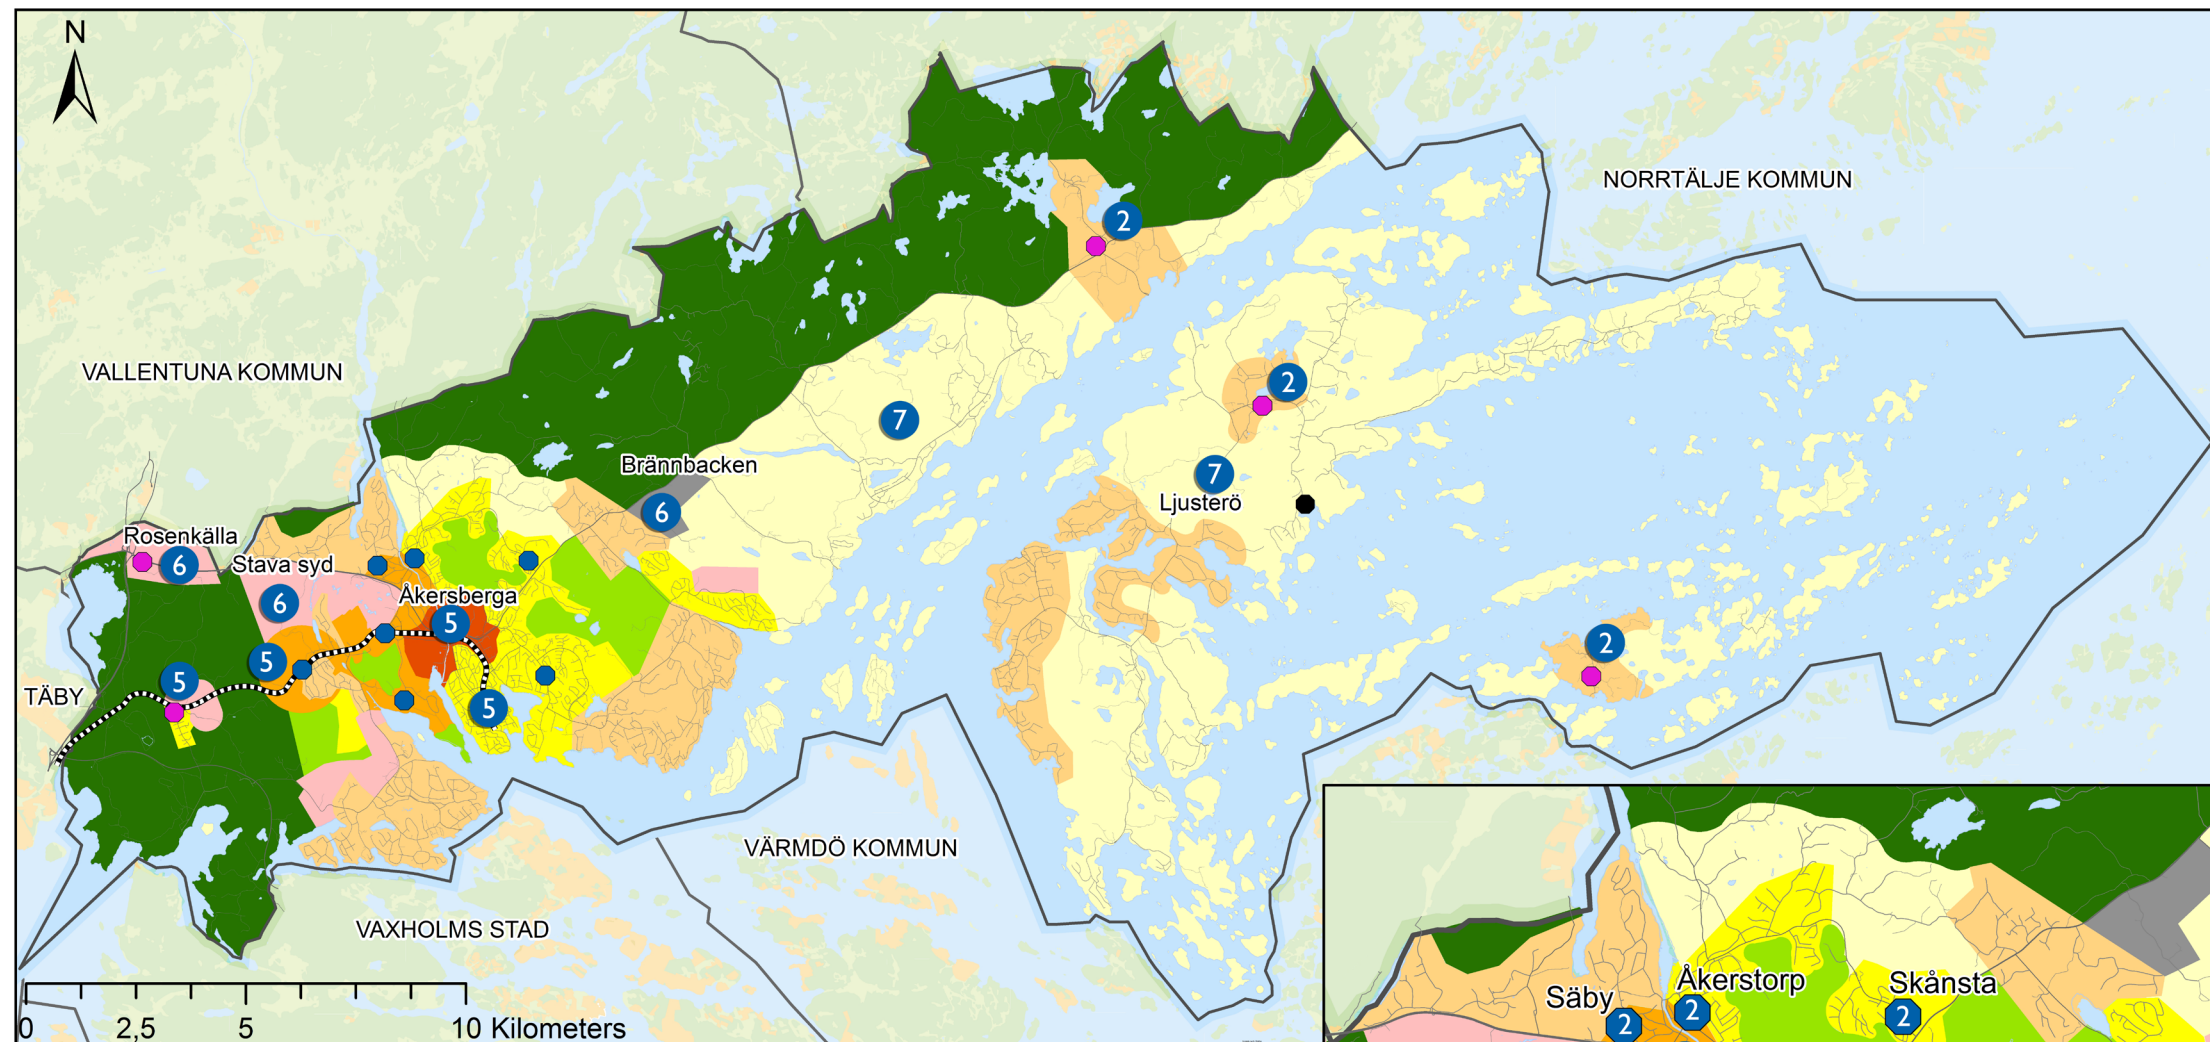 N
NORRTÄLJE KOMMUN
2
VALLENTUNA KOMMUN
2
7
Brännbacken
7
6
Ljusterö
Rosenkälla
6
Stava syd
6
Åkersberga
5
2
5
5
TÄBY
5
VÄRMDÖ KOMMUN
VAXHOLMS STAD
Säby
Åkerstorp
Skånsta
2
2
2
0 2,5 5 10 Kilometers